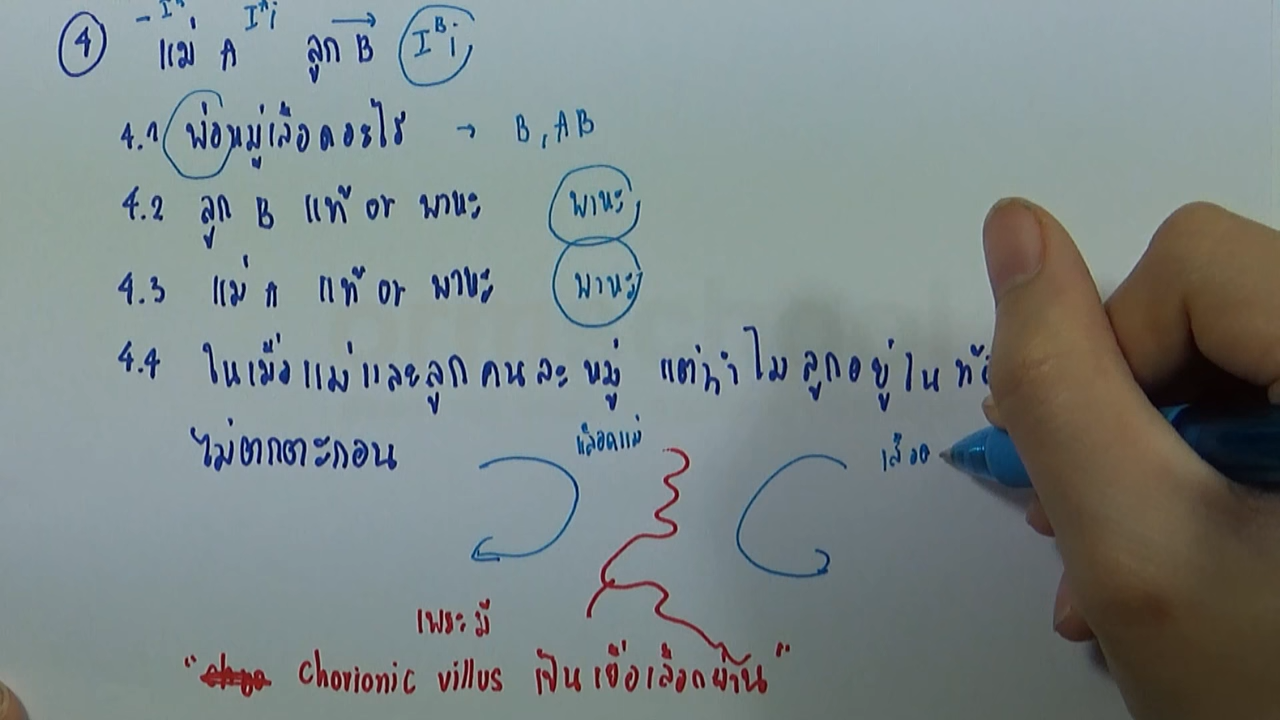 I^A i
④ แม่ A ลูก B I^B i
4.1 พ่อหมู่เลือดอะไร → B, AB
4.2 ลูก B แท้ or พาหะ พาหะ
4.3 แม่ A แท้ or พาหะ พาหะ
4.4 ในเมื่อแม่และลูกคนละหมู่ แต่ทำไมลูกอยู่ใน
ไม่ตกตะกอน
เลือดแม่ เลือด
เพราะมี
" Chorionic villus เป็นเยื่อเลือกผ่าน "